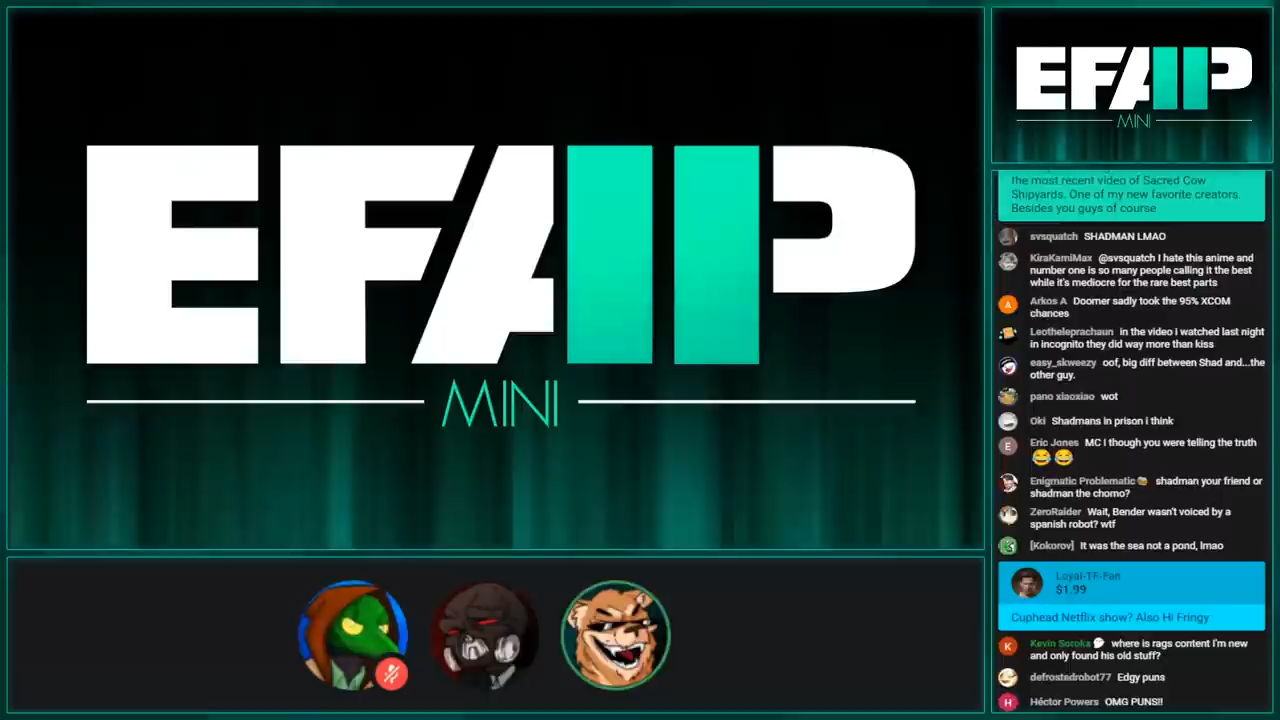 EFAP
MINI
EFAP
MINI
the most recent video of Sacred Cow
Shipyards. One of my new favorite creators.
Besides you guys of course
svsquatch SHADMAN LMAO
KiraKamiMax @svsquatch I hate this anime and
number one is so many people calling it the best
while it's mediocre for the rare best parts
A Arkos A Doomer sadly took the 95% XCOM
chances
Leotheleprachaun in the video i watched last night
in incognito they did way more than kiss
easy_skweezy oof, big diff between Shad and...the
other guy.
pano xiaoxiao wot
Oki Shadmans in prison i think
E Eric Jones MC I though you were telling the truth
😂😂
Enigmatic Problematic🍻 shadman your friend or
shadman the chomo?
ZeroRaider Wait, Bender wasn't voiced by a
spanish robot? wtf
[Kokorov] It was the sea not a pond, lmao
Loyal-TF-Fan
$1.99
Cuphead Netflix show? Also Hi Fringy
K Kevin Soroka where is rags content I'm new
and only found his old stuff?
defrostedrobot77 Edgy puns
H Héctor Powers OMG PUNS!!